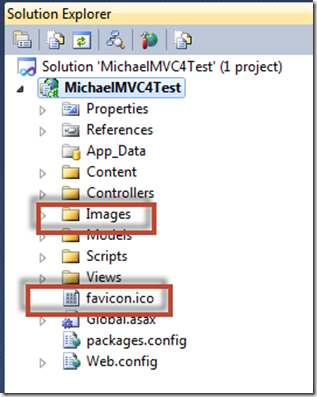 Solution Explorer
Solution 'MichaelMVC4Test' (1 project)
MichaelMVC4Test
Properties
References
App_Data
Content
Controllers
Images
Models
Scripts
Views
favicon.ico
Global.asax
packages.config
Web.config